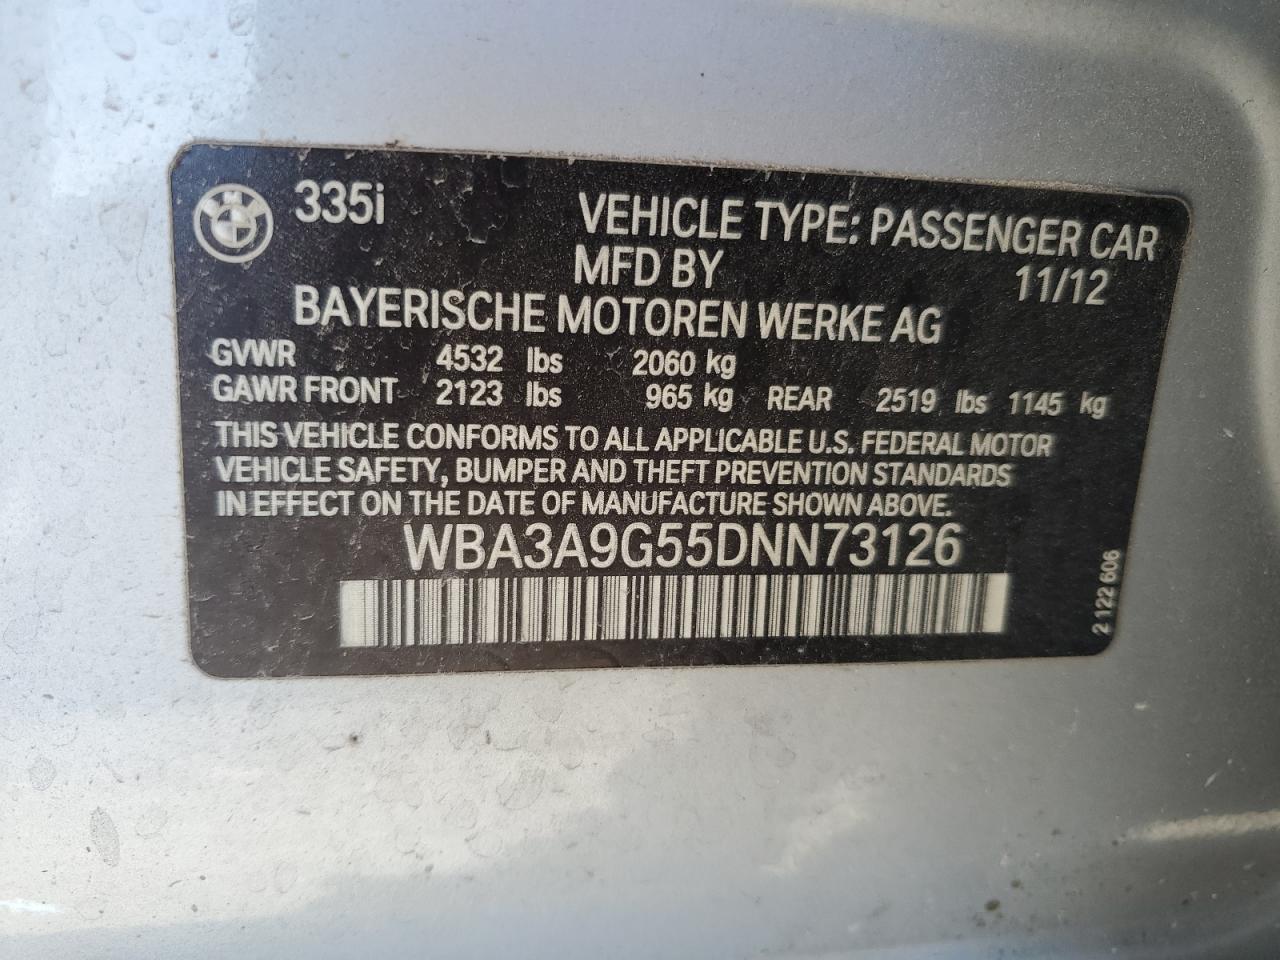 335i
VEHICLE TYPE: PASSENGER CAR
MFD BY 11/12
BAYERISCHE MOTOREN WERKE AG
GVWR 4532 lbs 2060 kg
GAWR FRONT 2123 lbs 965 kg REAR 2519 lbs 1145 kg
THIS VEHICLE CONFORMS TO ALL APPLICABLE U.S. FEDERAL MOTOR
VEHICLE SAFETY, BUMPER AND THEFT PREVENTION STANDARDS
IN EFFECT ON THE DATE OF MANUFACTURE SHOWN ABOVE.
WBA3A9G55DNN73126
2 122 606